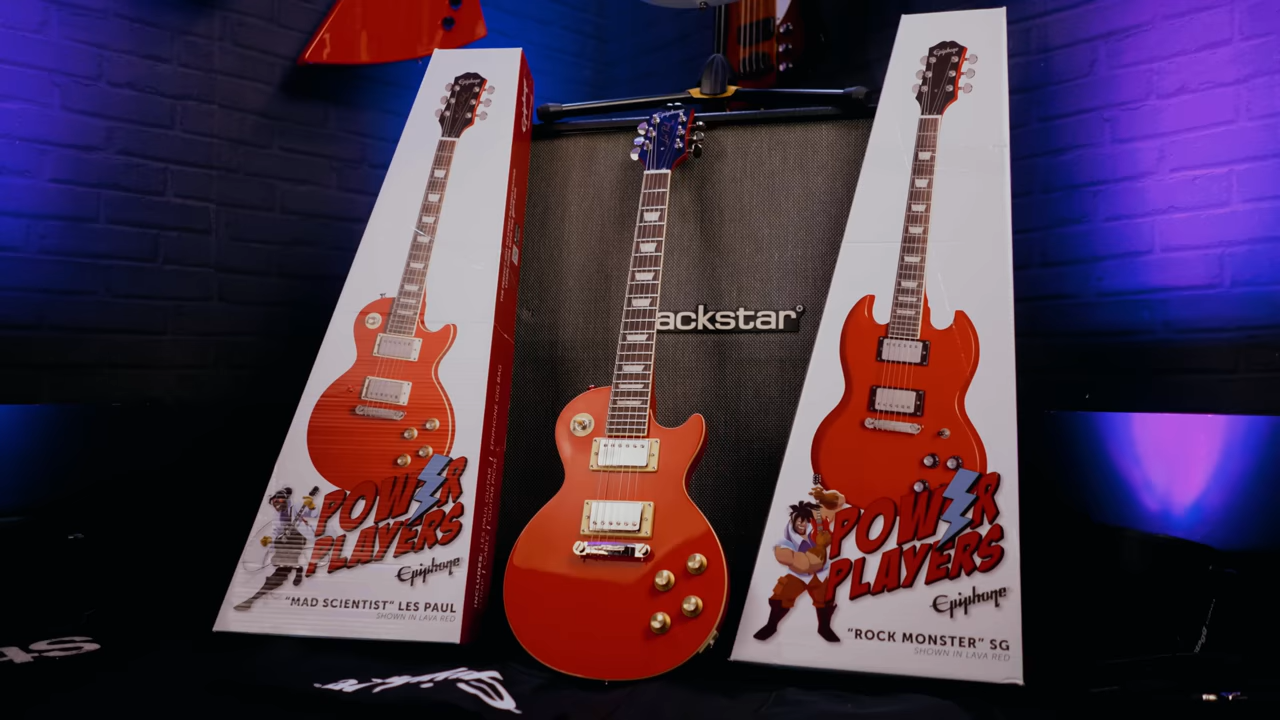 Epiphone
Epiphone
POWER
PLAYERS
Epiphone
"MAD SCIENTIST" LES PAUL
SHOWN IN LAVA RED
ackstar
Epiphone
POWER
PLAYERS
Epiphone
"ROCK MONSTER" SG
SHOWN IN LAVA RED